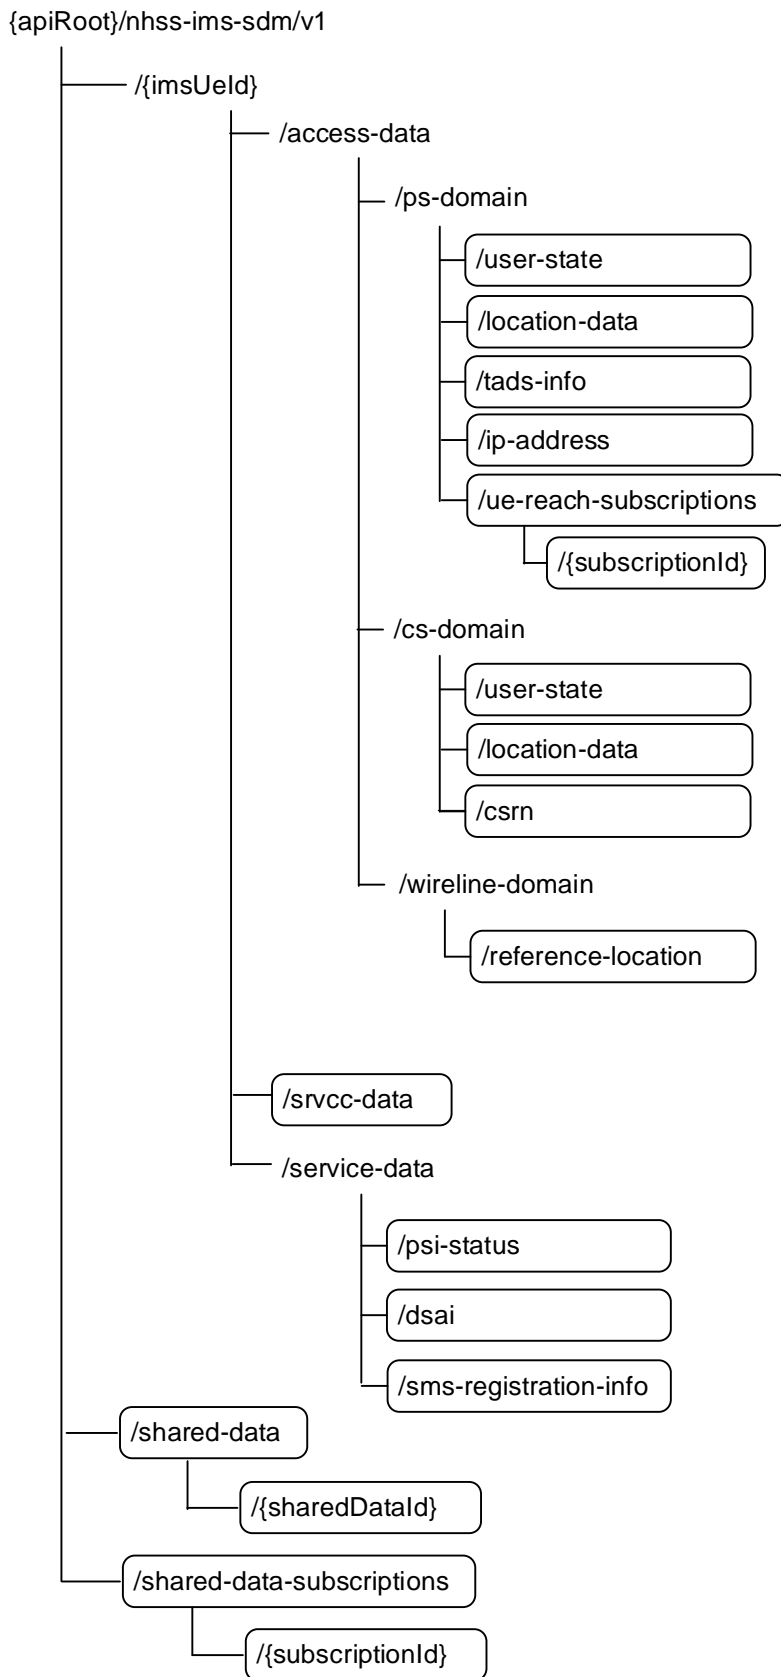 {apiRoot}/nhss-ims-sdm/v1
/{imsUeId}
/access-data
/ps-domain
/user-state
/location-data
/tads-info
/ip-address
/ue-reach-subscriptions
/{subscriptionId}
/cs-domain
/user-state
/location-data
/csrn
/wireline-domain
/reference-location
/srvcc-data
/service-data
/psi-status
/dsai
/sms-registration-info
/shared-data
/{sharedDataId}
/shared-data-subscriptions
/{subscriptionId}